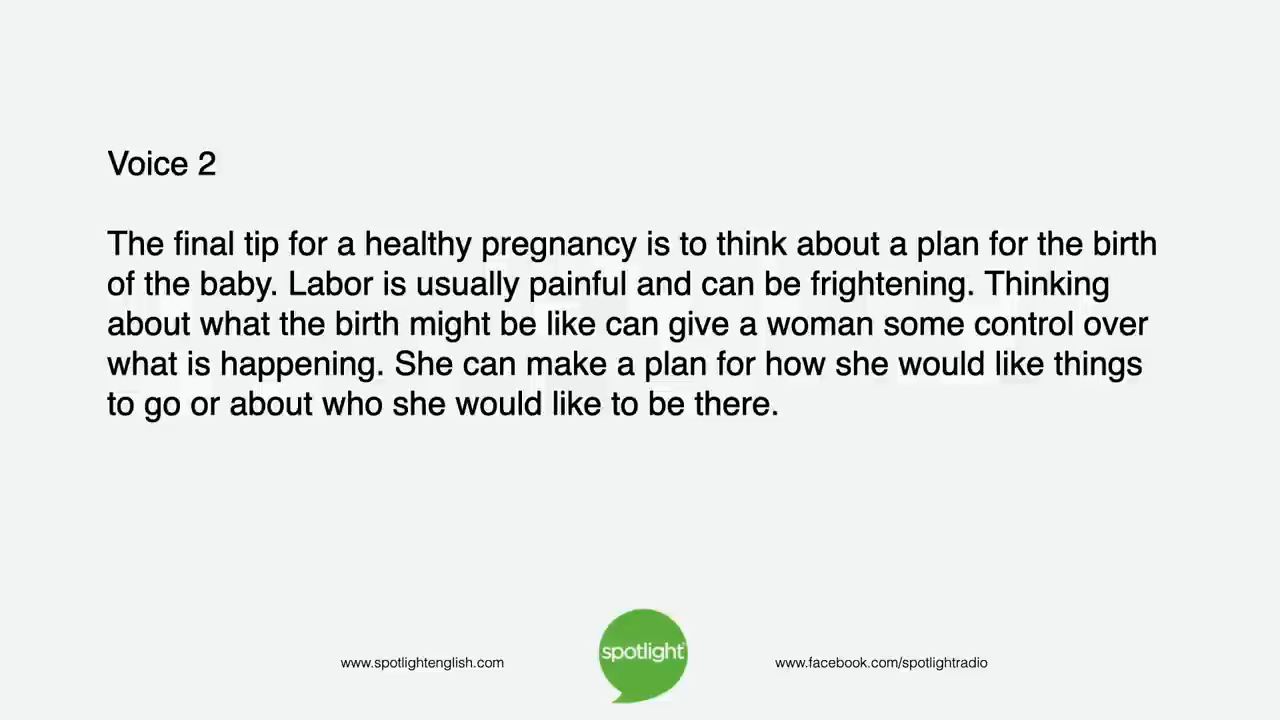 Voice 2
The final tip for a healthy pregnancy is to think about a plan for the birth
of the baby. Labor is usually painful and can be frightening. Thinking
about what the birth might be like can give a woman some control over
what is happening. She can make a plan for how she would like things
to go or about who she would like to be there.
www.spotlightenglish.com
spotlight
www.facebook.com/spotlightradio